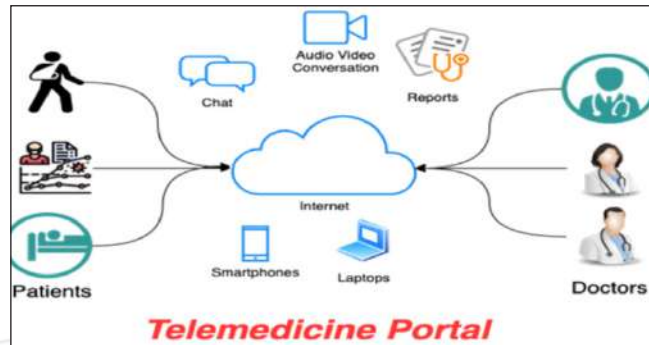 Audio Video
Conversation
Chat
Reports
Internet
Smartphones
Laptops
Patients
Doctors
Telemedicine Portal